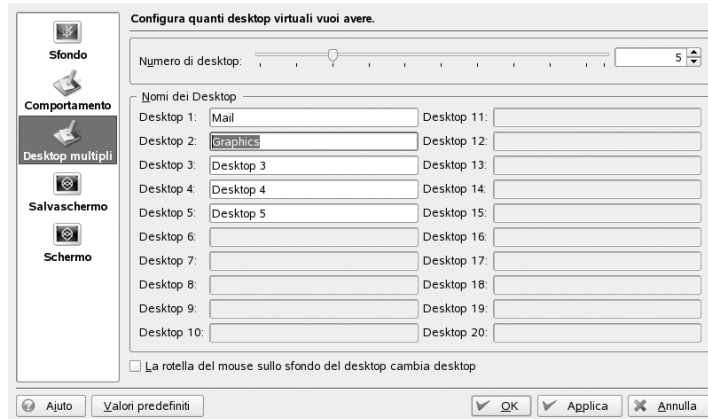 Configura quanti desktop virtuali vuoi avere.
Sfondo
Comportamento
Desktop multipli
Salvaschermo
Schermo
Numero di desktop: 5
Nomi dei Desktop
Desktop 1: Mail Desktop 11:
Desktop 2: Graphics Desktop 12:
Desktop 3: Desktop 3 Desktop 13:
Desktop 4: Desktop 4 Desktop 14:
Desktop 5: Desktop 5 Desktop 15:
Desktop 6: Desktop 16:
Desktop 7: Desktop 17:
Desktop 8: Desktop 18:
Desktop 9: Desktop 19:
Desktop 10: Desktop 20:
La rotella del mouse sullo sfondo del desktop cambia desktop
Aiuto Valori predefiniti OK Applica Annulla